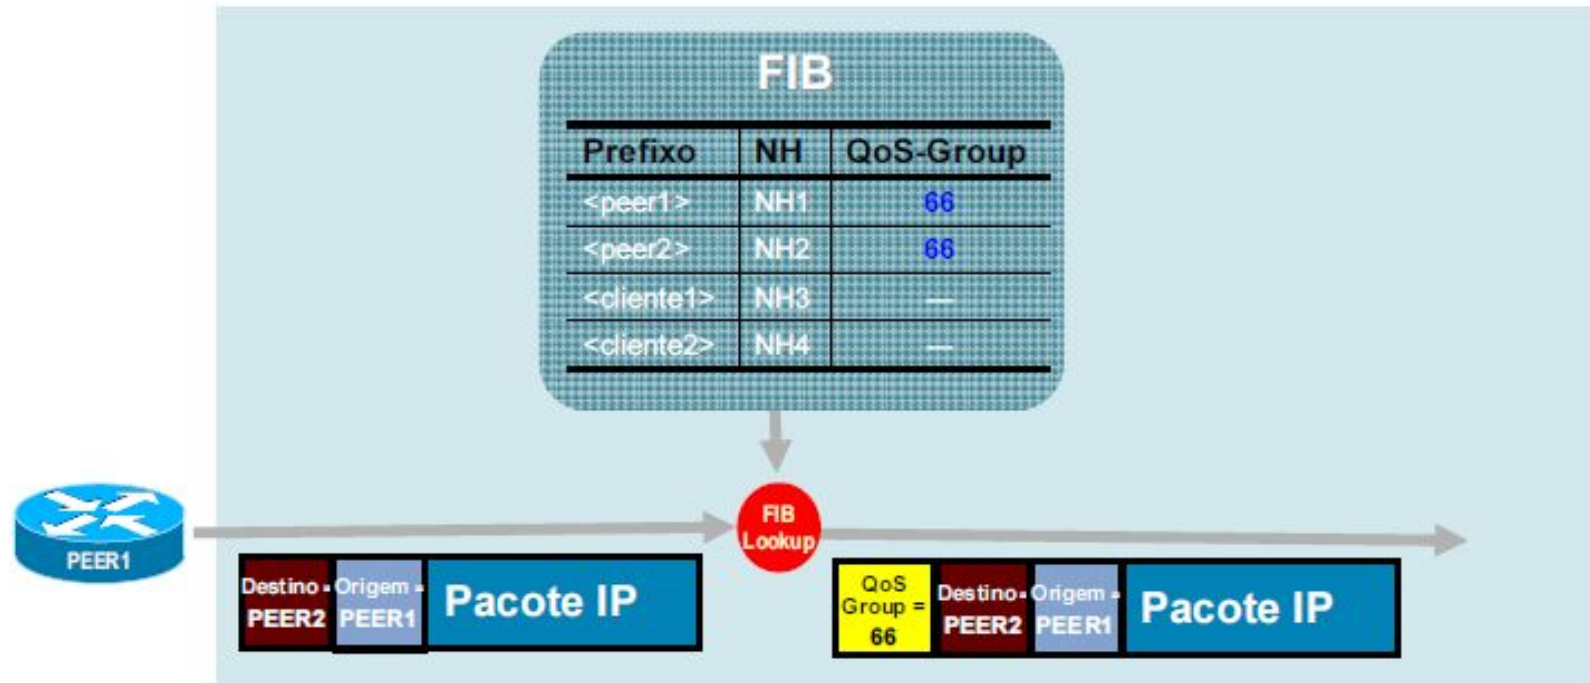 FIB
Prefixo NH QoS-Group
<peer1> NH1 66
<peer2> NH2 66
<cliente1> NH3 —
<cliente2> NH4 —
PEER1
FIB
Lookup
Destino =
PEER2
Origem =
PEER1
Pacote IP
QoS
Group =
66
Destino=
PEER2
Origem =
PEER1
Pacote IP